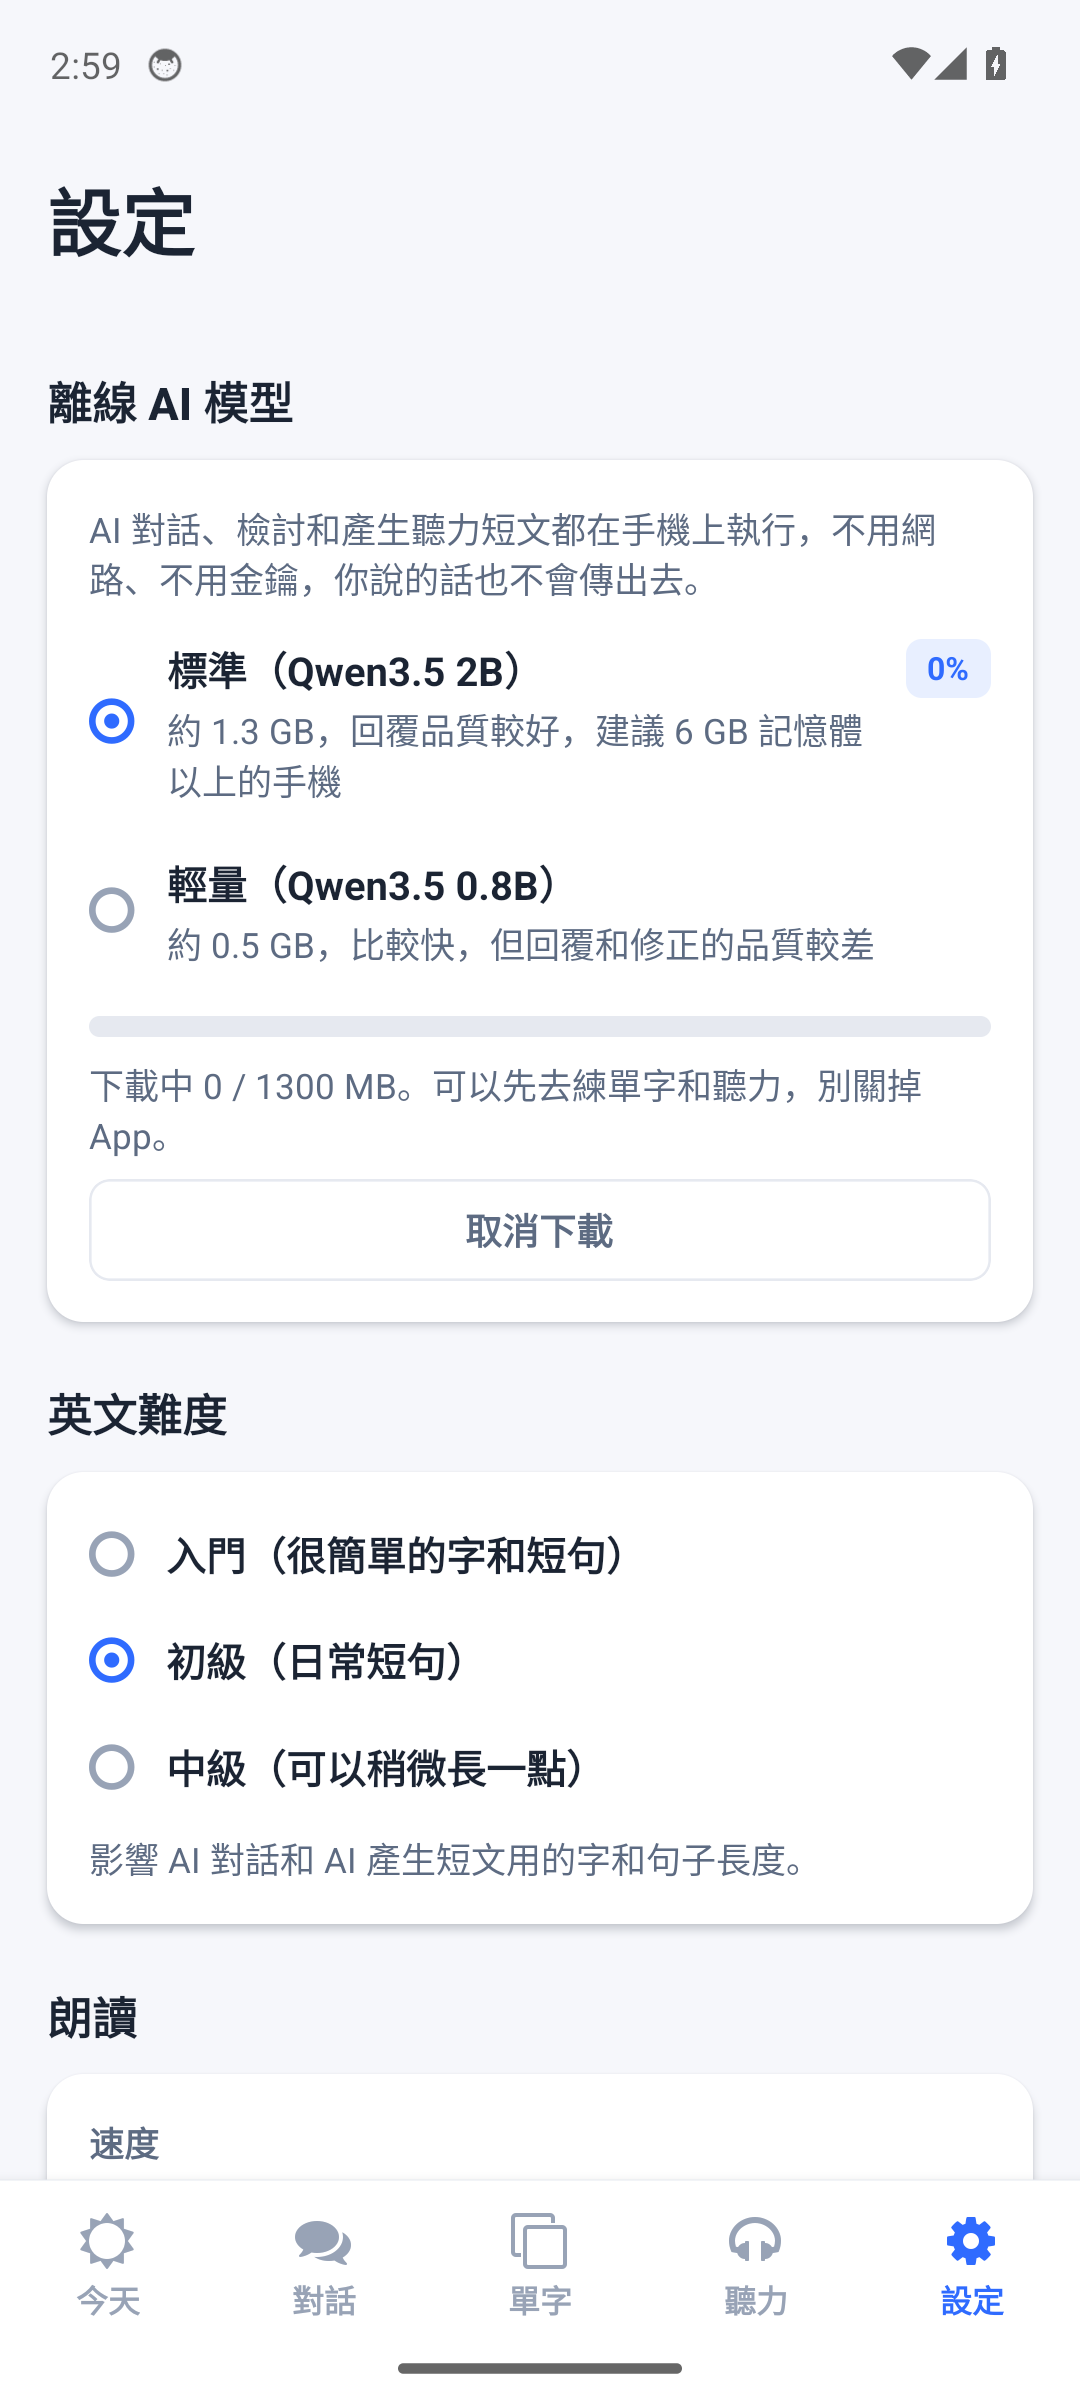 2:59
設定
離線 AI 模型
AI 對話、檢討和產生聽力短文都在手機上執行，不用網
路、不用金鑰，你說的話也不會傳出去。
標準（Qwen3.5 2B）
0%
約 1.3 GB，回覆品質較好，建議 6 GB 記憶體
以上的手機
輕量（Qwen3.5 0.8B）
約 0.5 GB，比較快，但回覆和修正的品質較差
下載中 0 / 1300 MB。可以先去練單字和聽力，別關掉
App。
取消下載
英文難度
入門（很簡單的字和短句）
初級（日常短句）
中級（可以稍微長一點）
影響 AI 對話和 AI 產生短文用的字和句子長度。
朗讀
速度
今天
對話
單字
聽力
設定